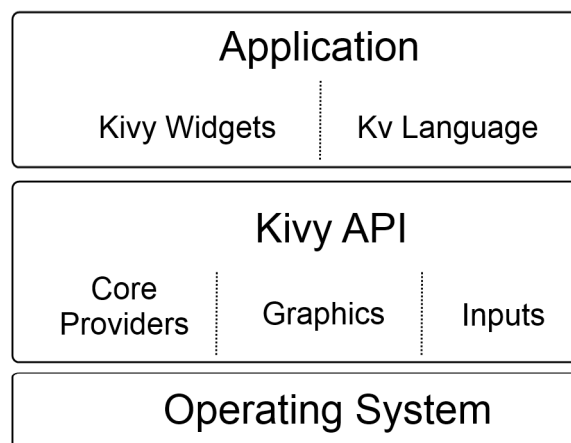 Application
Kivy Widgets
Kv Language
Kivy API
Core
Providers
Graphics
Inputs
Operating System